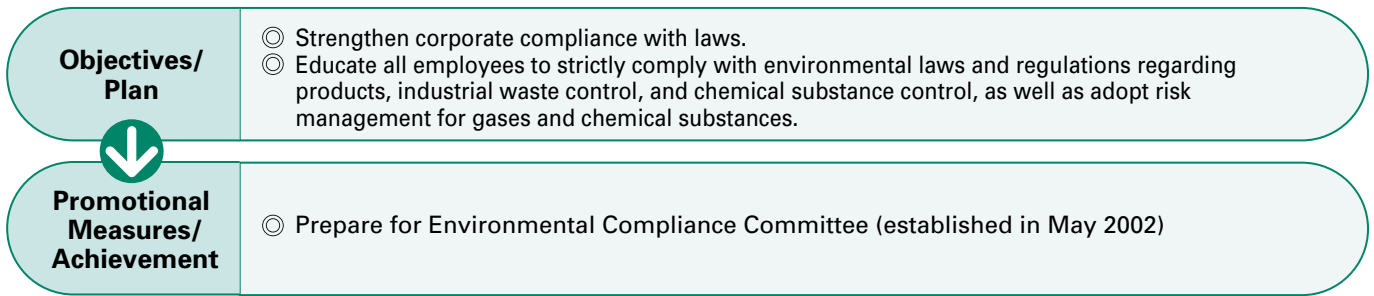 Objectives/
Plan
◎ Strengthen corporate compliance with laws.
◎ Educate all employees to strictly comply with environmental laws and regulations regarding
products, industrial waste control, and chemical substance control, as well as adopt risk
management for gases and chemical substances.
Promotional
Measures/
Achievement
◎ Prepare for Environmental Compliance Committee (established in May 2002)